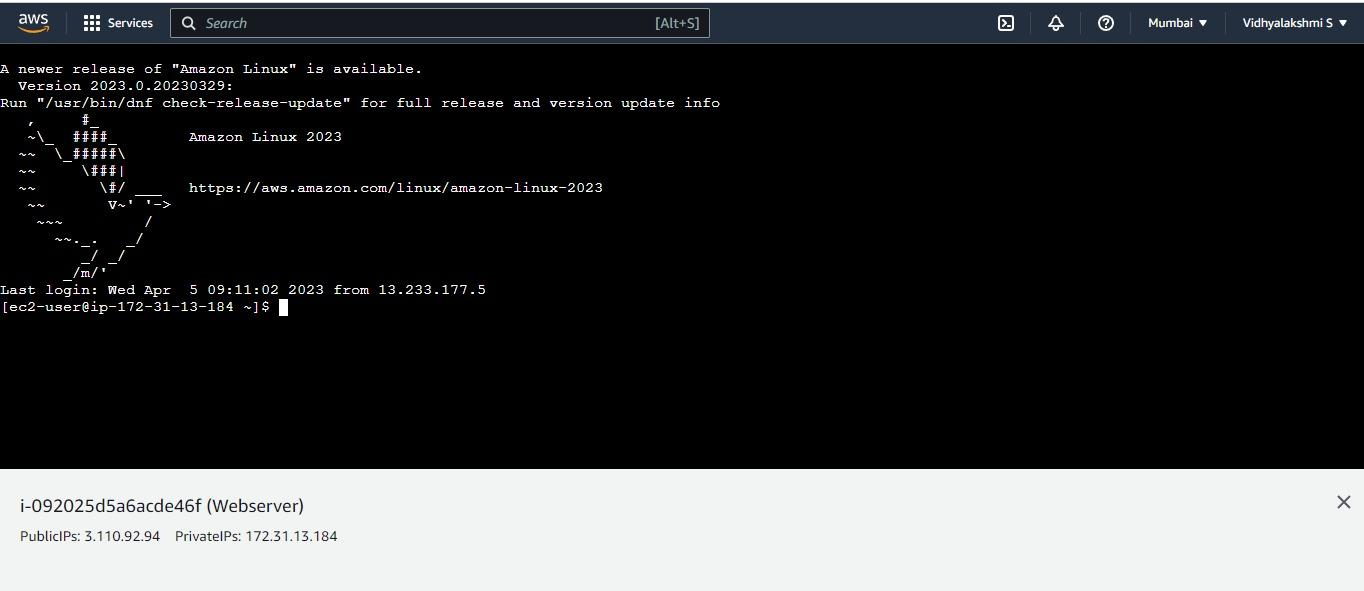 aws Services Search [Alt+S] Mumbai Vidhyalakshmi S
A newer release of "Amazon Linux" is available.
  Version 2023.0.20230329:
Run "/usr/bin/dnf check-release-update" for full release and version update info
   ,     #_
   ~\_  ####_        Amazon Linux 2023
  ~~  \_#####\
  ~~     \###|
  ~~       \#/ ___   https://aws.amazon.com/linux/amazon-linux-2023
   ~~       V~' '->
    ~~~         /
      ~~._.   _/
         _/ _/
       _/m/'
Last login: Wed Apr  5 09:11:02 2023 from 13.233.177.5
[ec2-user@ip-172-31-13-184 ~]$
i-092025d5a6acde46f (Webserver)
PublicIPs: 3.110.92.94 PrivateIPs: 172.31.13.184